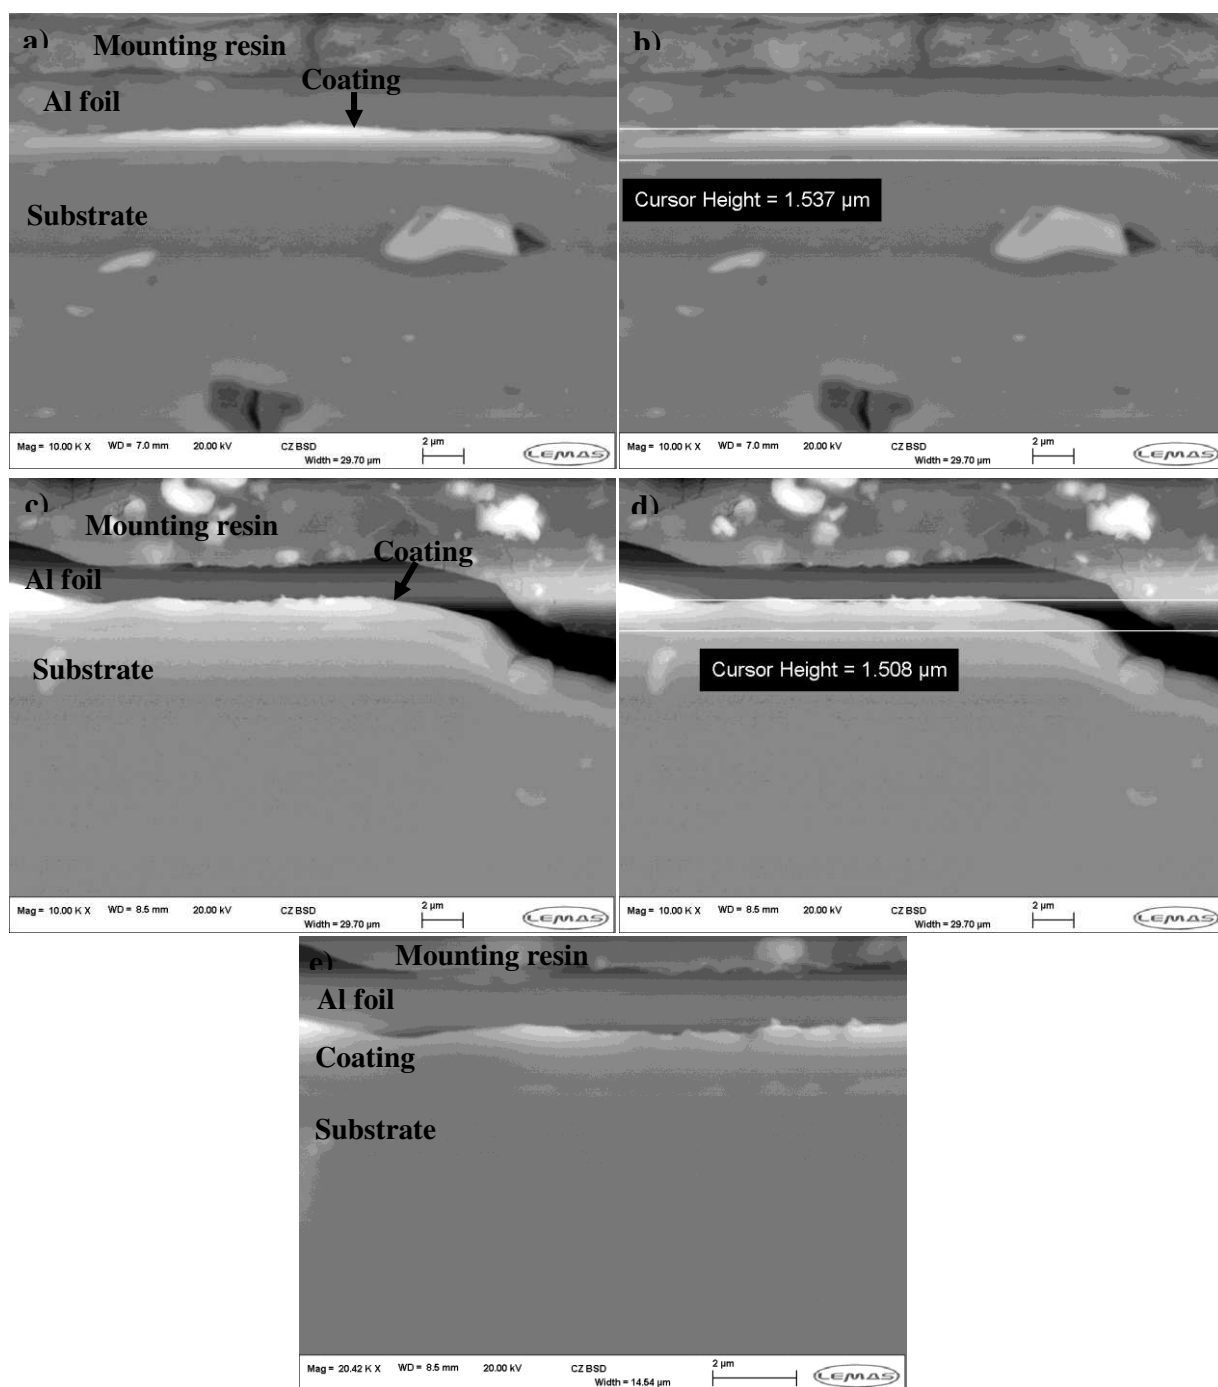 a)
Mounting resin
Coating
Al foil
Substrate
Mag = 10.00 K X WD = 7.0 mm 20.00 kV CZ BSD 2 µm
Width = 29.70 µm
LEMAS
b)
Cursor Height = 1.537 µm
Mag = 10.00 K X WD = 7.0 mm 20.00 kV CZ BSD 2 µm
Width = 29.70 µm
LEMAS
c)
Mounting resin
Coating
Al foil
Substrate
Mag = 10.00 K X WD = 8.5 mm 20.00 kV CZ BSD 2 µm
Width = 29.70 µm
LEMAS
d)
Cursor Height = 1.508 µm
Mag = 10.00 K X WD = 8.5 mm 20.00 kV CZ BSD 2 µm
Width = 29.70 µm
LEMAS
e)
Mounting resin
Al foil
Coating
Substrate
Mag = 20.42 K X WD = 8.5 mm 20.00 kV CZ BSD 2 µm
Width = 14.54 µm
LEMAS